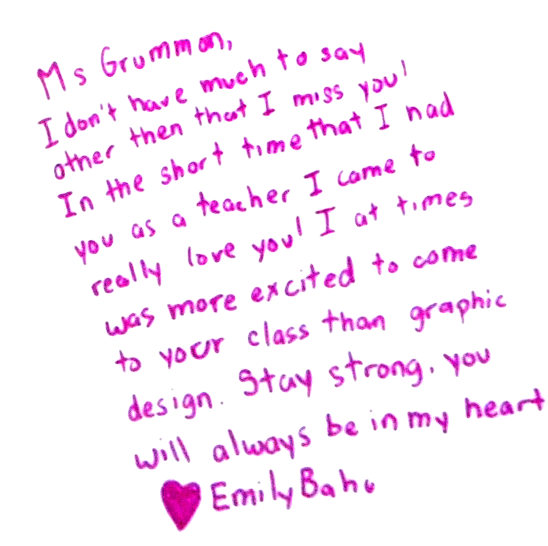 Ms Grummon,
I don't have much to say
other then that I miss you!
In the short time that I had
you as a teacher I came to
really love you! I at times
was more excited to come
to your class than graphic
design. Stay strong, you
will always be in my heart
Emily Bahu